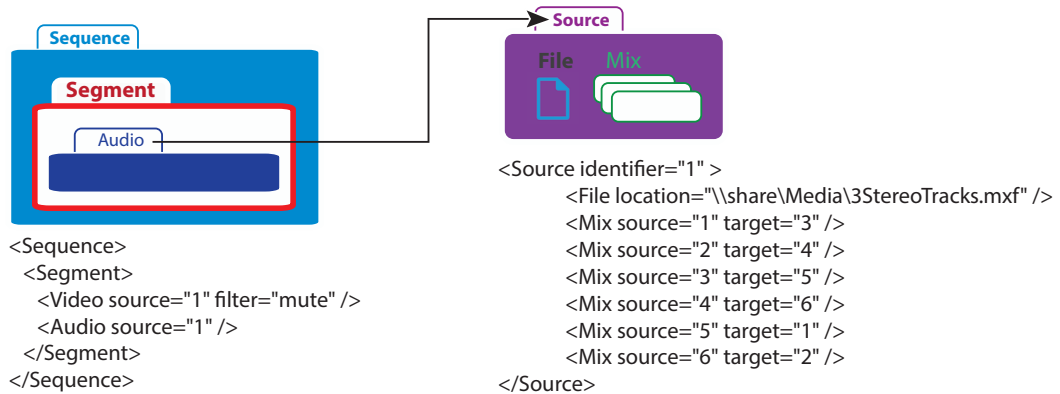 Sequence
Segment
Audio
<Sequence>
<Segment>
<Video source="1" filter="mute" />
<Audio source="1" />
</Segment>
</Sequence>
Source
File Mix
<Source identifier="1" >
<File location="\\share\Media\3StereoTracks.mxf" />
<Mix source="1" target="3" />
<Mix source="2" target="4" />
<Mix source="3" target="5" />
<Mix source="4" target="6" />
<Mix source="5" target="1" />
<Mix source="6" target="2" />
</Source>